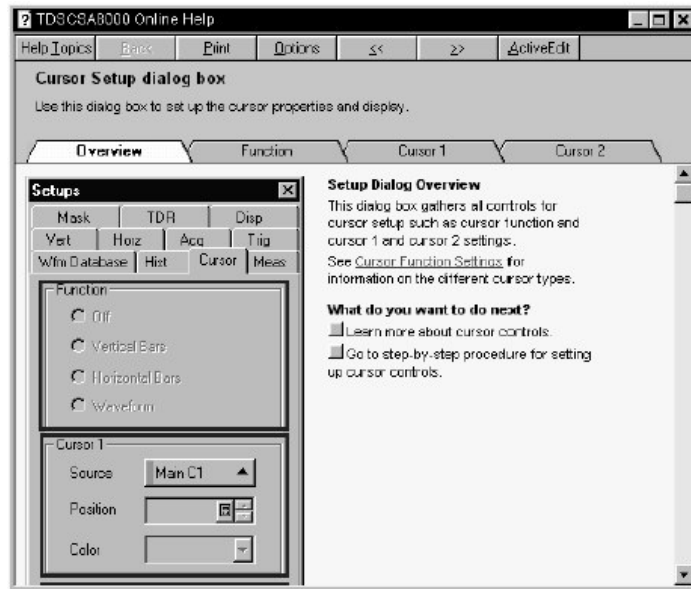 TDSCSA8000 Online Help
Help Topics Back Print Options << >> ActiveEdit
Cursor Setup dialog box
Use this dialog box to set up the cursor properties and display.
Overview Function Cursor 1 Cursor 2
Setups
Mask TDR Disp
Vert Horz Acq Trig
Wfm Database Hist Cursor Meas
Function
Off
Vertical Bars
Horizontal Bars
Waveform
Cursor 1
Source Main C1
Position
Color
Setup Dialog Overview
This dialog box gathers all controls for
cursor setup such as cursor function and
cursor 1 and cursor 2 settings.
See Cursor Function Settings for
information on the different cursor types.
What do you want to do next?
Learn more about cursor controls.
Go to step-by-step procedure for setting
up cursor controls.